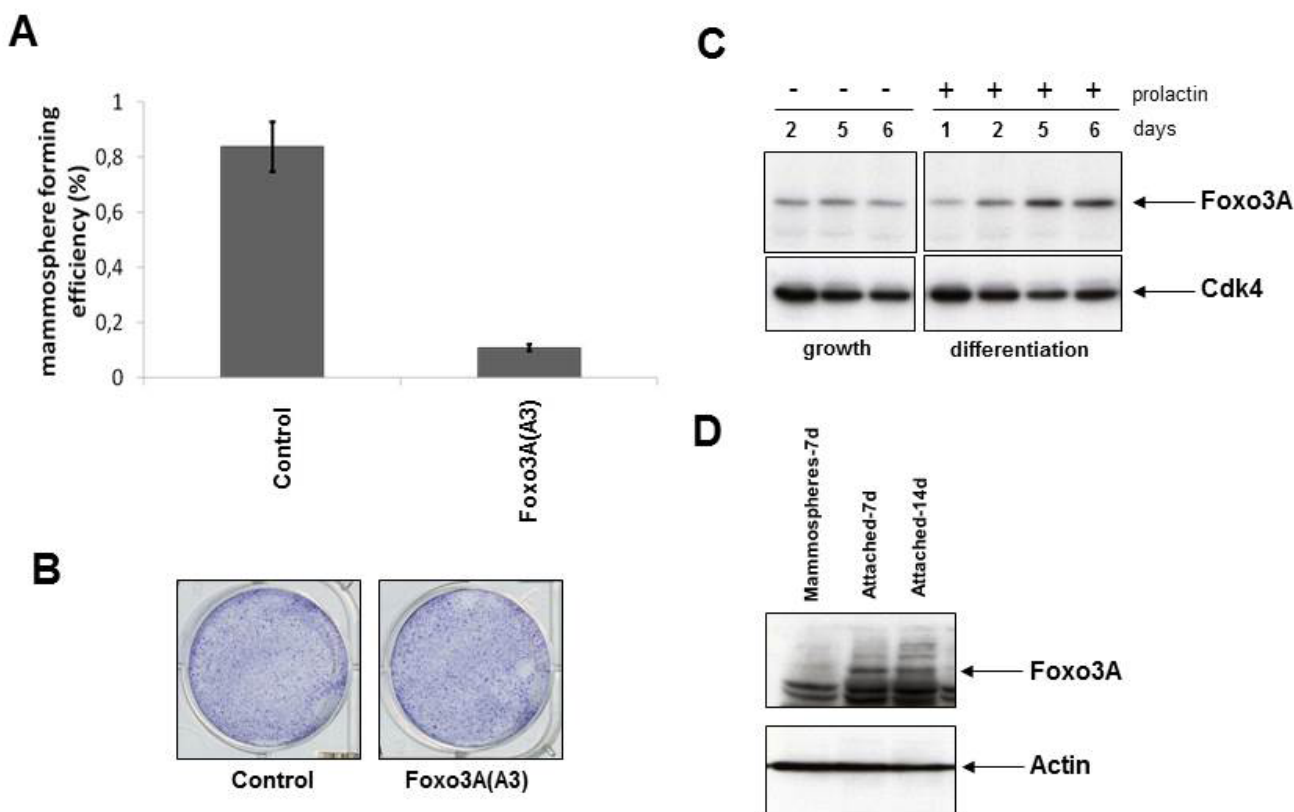 A
mammosphere forming
efficiency (%)
1
0,8
0,6
0,4
0,2
0
Control
Foxo3A(A3)
B
Control
Foxo3A(A3)
C
- - - + + + + prolactin
2 5 6 1 2 5 6 days
Foxo3A
Cdk4
growth differentiation
D
Mammospheres-7d
Attached-7d
Attached-14d
Foxo3A
Actin